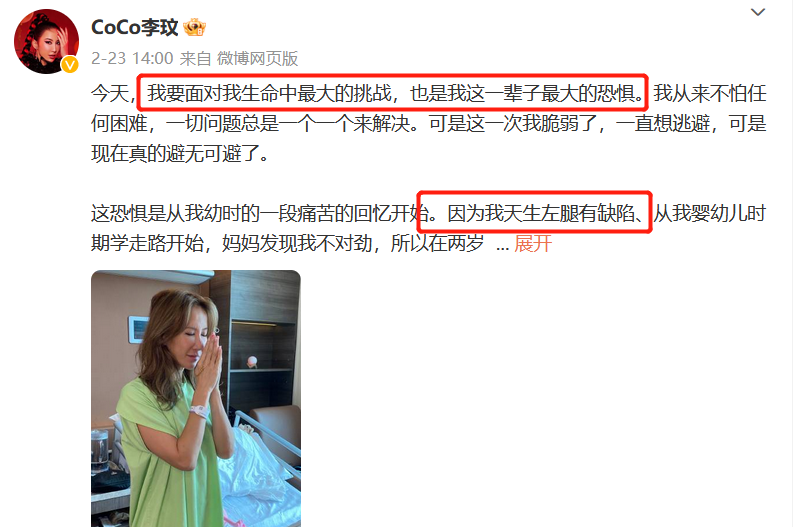 CoCo李玟
2-23 14:00 来自 微博网页版
今天，我要面对我生命中最大的挑战，也是我这一辈子最大的恐惧。我从来不怕任
何困难，一切问题总是一个一个来解决。可是这一次我脆弱了，一直想逃避，可是
现在真的避无可避了。
这恐惧是从我幼时的一段痛苦的回忆开始。因为我天生左腿有缺陷、从我婴幼儿时
期学走路开始，妈妈发现我不对劲，所以在两岁 ... 展开